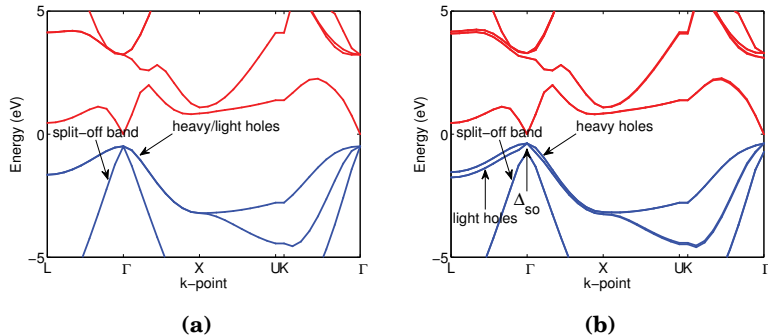 5
0
−5
Energy (eV)
split−off band
heavy/light holes
L
Γ
X
UK
Γ
k−point
(a)
5
0
−5
Energy (eV)
split−off band
heavy holes
light holes
Δso
L
Γ
X
UK
Γ
k−point
(b)